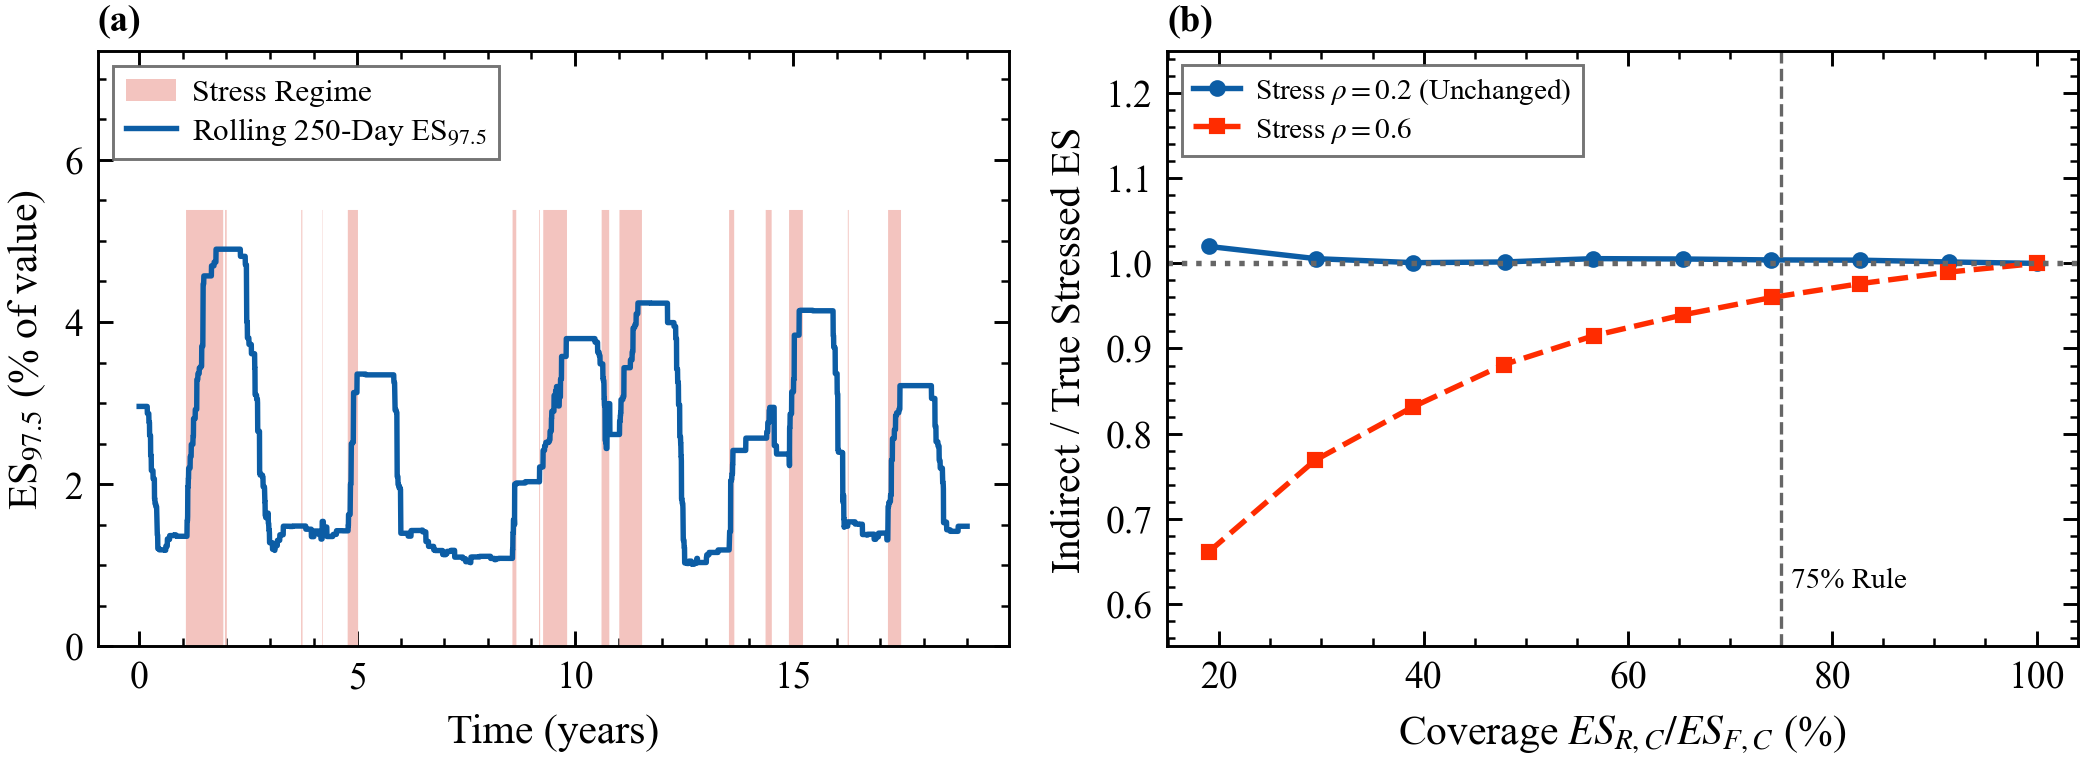 (a)
Stress Regime
Rolling 250-Day ES97.5
ES97.5 (% of value)
6
4
2
0
0 5 10 15
Time (years)
(b)
Stress ρ = 0.2 (Unchanged)
Stress ρ = 0.6
Indirect / True Stressed ES
1.2
1.1
1.0
0.9
0.8
0.7
0.6
75% Rule
20 40 60 80 100
Coverage ES_R, C/ES_F, C (%)